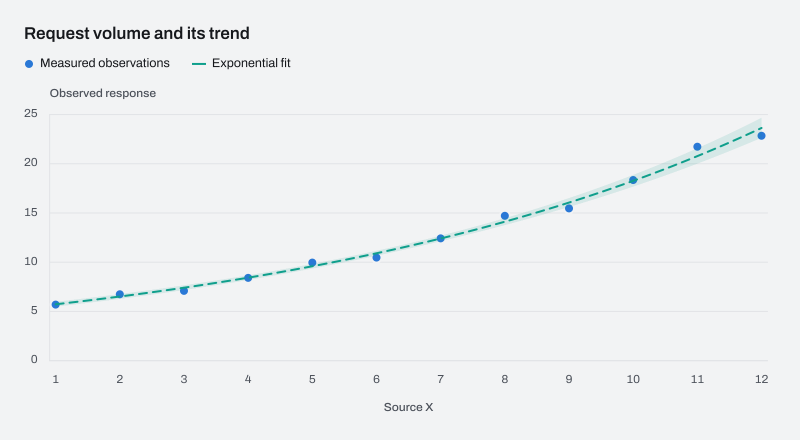 Request volume and its trend
Measured observations
Exponential fit
Observed response
25
20
15
10
5
0
1 2 3 4 5 6 7 8 9 10 11 12
Source X